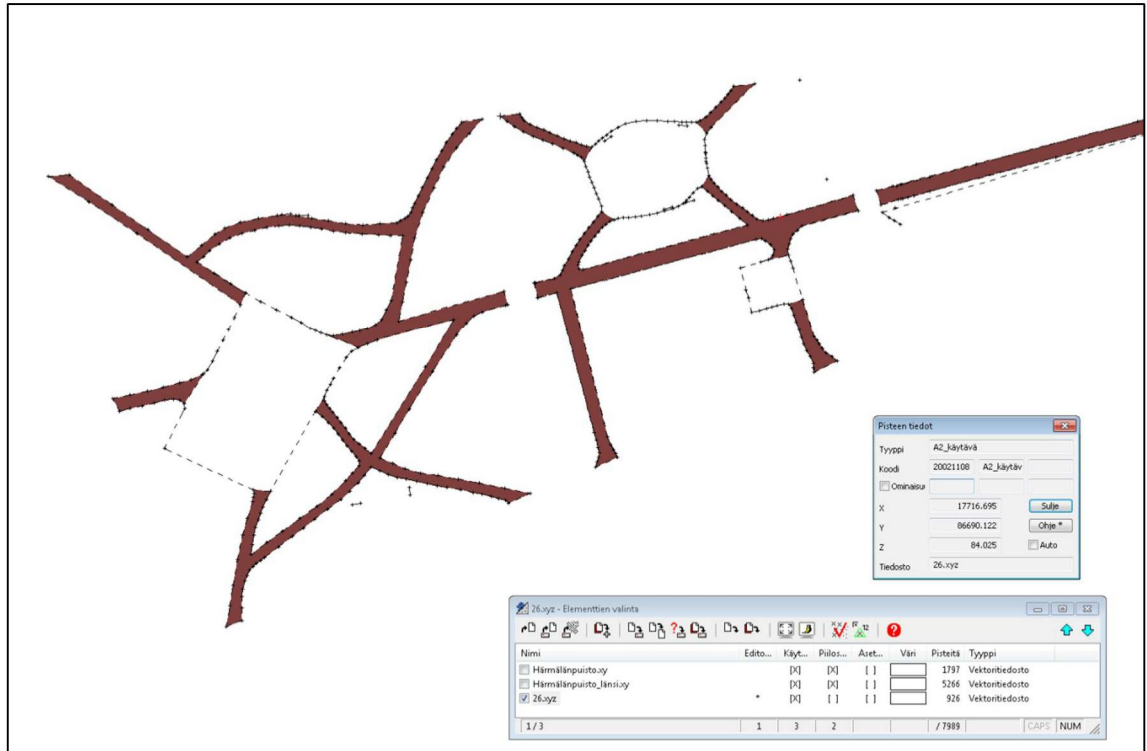 Pisteen tiedot
Tyyppi A2_käytävä
Koodi 20021108 A2_käytäv
Ominaisu
X 17716.695 Sulje
Y 86690.122 Ohje *
Z 84.025 Auto
Tiedosto 26.xyz
26.xyz - Elementtien valinta
Nimi Edito... Käyt... Piilos... Aset... Väri Pisteitä Tyyppi
Härmälänpuisto.xy [X] [X] [ ] 1797 Vektoritiedosto
Härmälänpuisto_länsi.xy [X] [X] [ ] 5266 Vektoritiedosto
26.xyz * [X] [ ] [ ] 926 Vektoritiedosto
1 / 3 1 3 2 / 7989 CAPS NUM